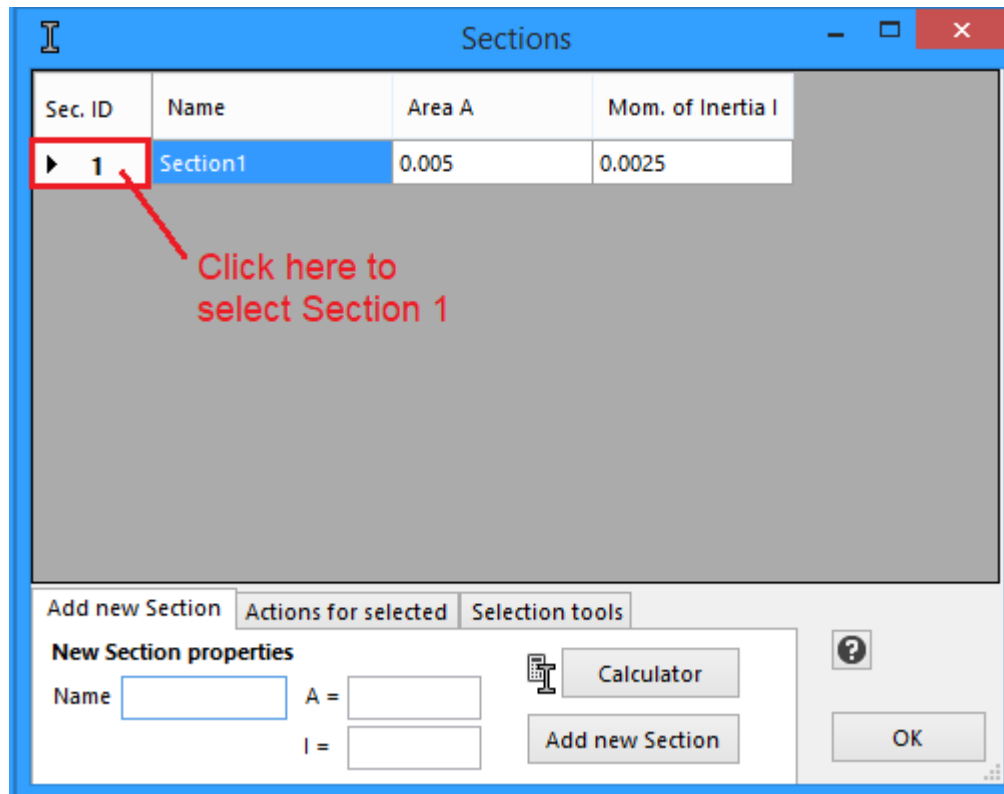 Sections
Sec. ID Name Area A Mom. of Inertia I
1 Section1 0.005 0.0025
Click here to
select Section 1
Add new Section Actions for selected Selection tools
New Section properties
Name A = Calculator
I = Add new Section OK